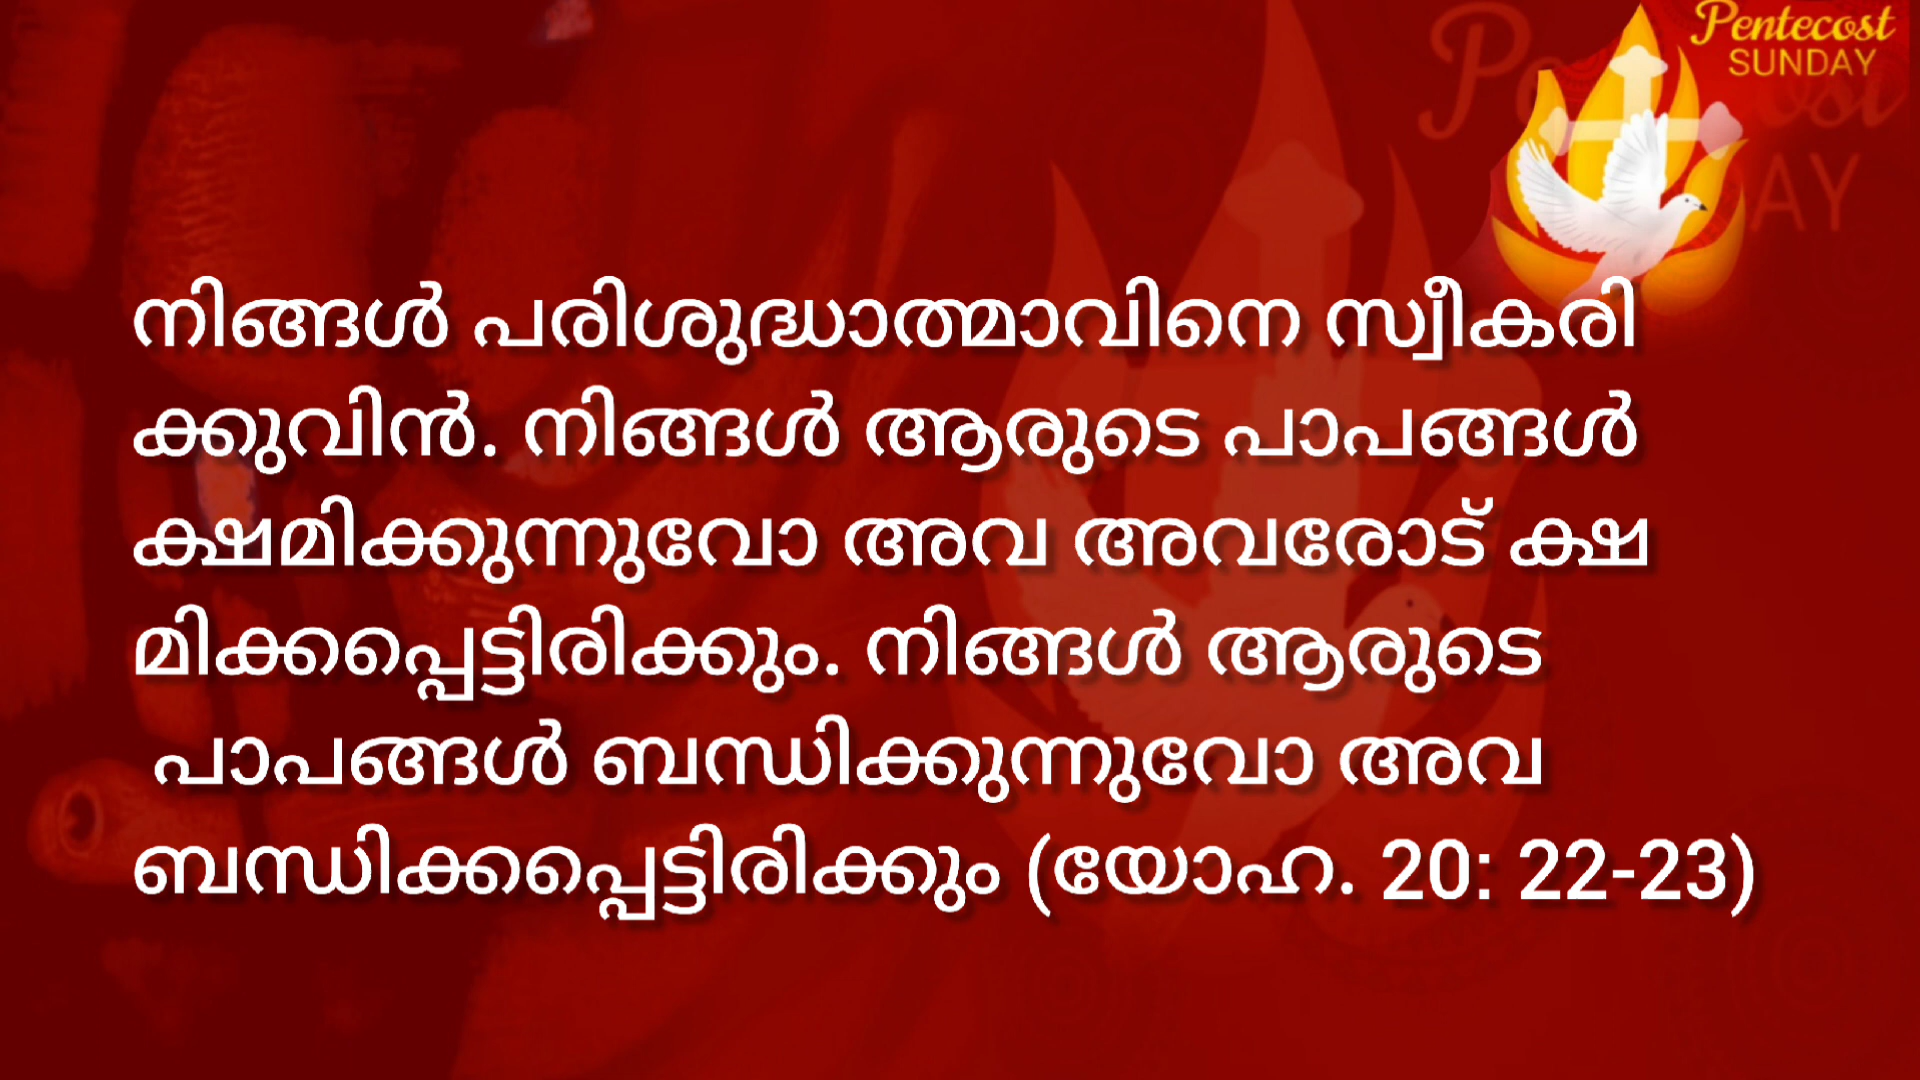 Pentecost
SUNDAY
നിങ്ങൾ പരിശുദ്ധാത്മാവിനെ സ്വീകരി
ക്കുവിൻ. നിങ്ങൾ ആരുടെ പാപങ്ങൾ
ക്ഷമിക്കുന്നുവോ അവ അവരോട് ക്ഷ
മിക്കപ്പെട്ടിരിക്കും. നിങ്ങൾ ആരുടെ
പാപങ്ങൾ ബന്ധിക്കുന്നുവോ അവ
ബന്ധിക്കപ്പെട്ടിരിക്കും (യോഹ. 20: 22-23)